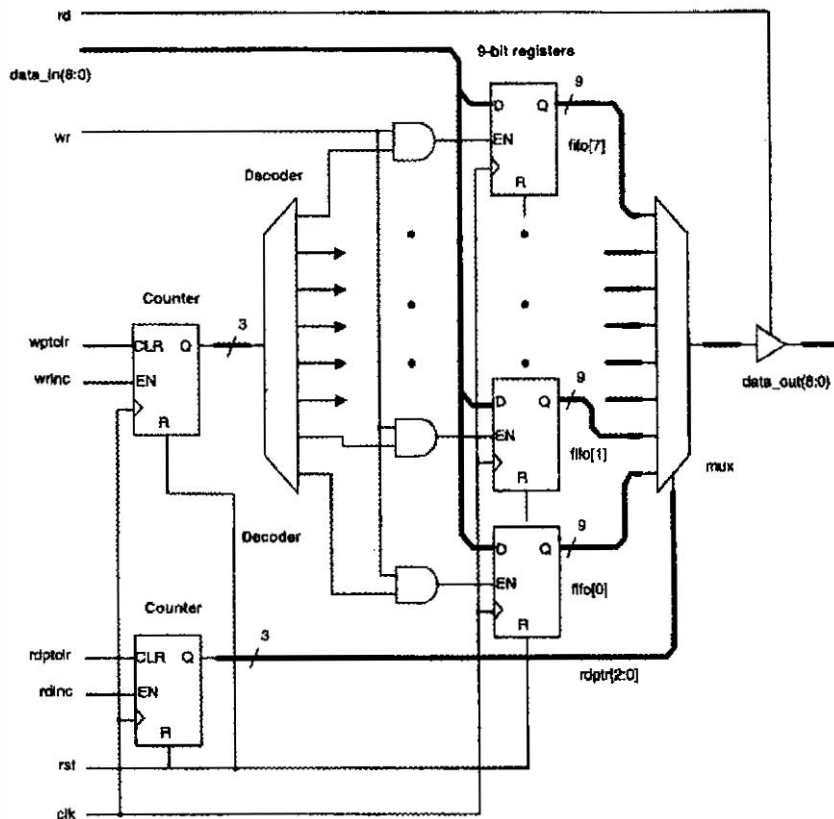 rd
9-bit registers
data_in(8:0)
9
D Q
wr
EN
fifo[7]
Dacoder
R
Counter
3
wptclr
CLR Q
wrinc
EN
R
data_out(8:0)
9
D Q
EN
fifo[1]
mux
R
Decoder
9
D Q
EN
fifo[0]
R
Counter
3
rdptclr
CLR Q
rdptr[2:0]
rdinc
EN
R
rst
clk